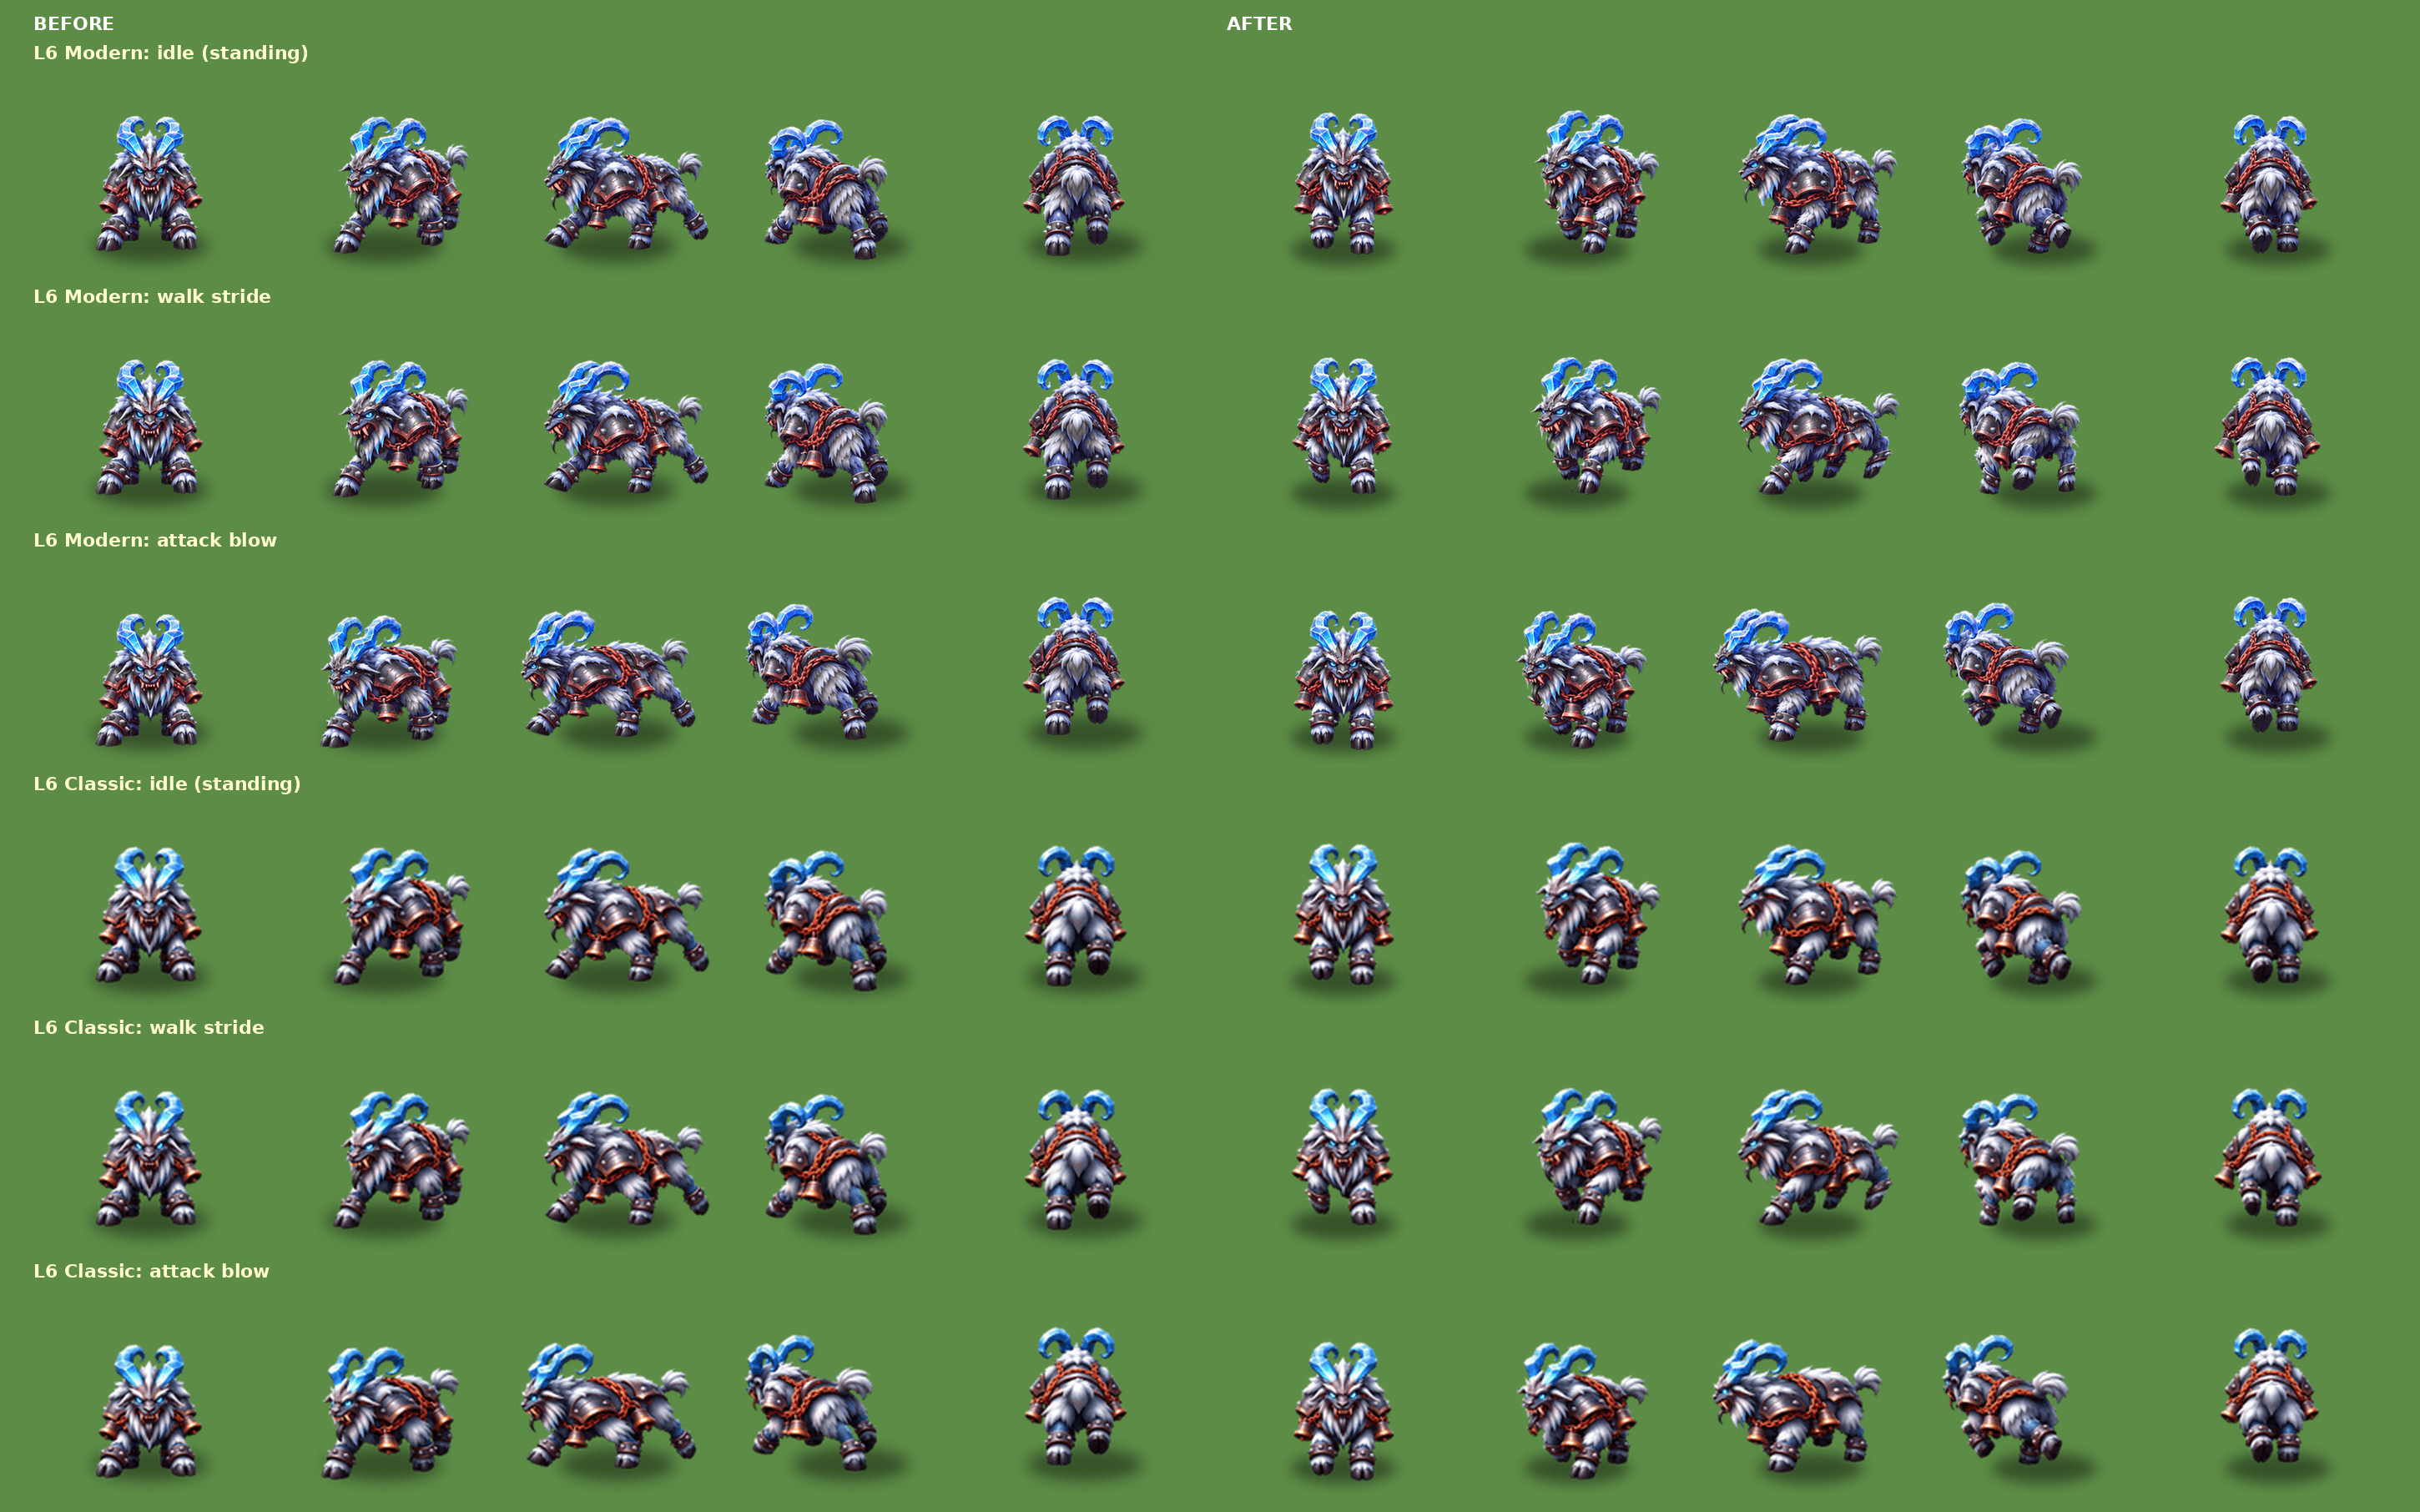 BEFORE
AFTER
L6 Modern: idle (standing)
L6 Modern: walk stride
L6 Modern: attack blow
L6 Classic: idle (standing)
L6 Classic: walk stride
L6 Classic: attack blow